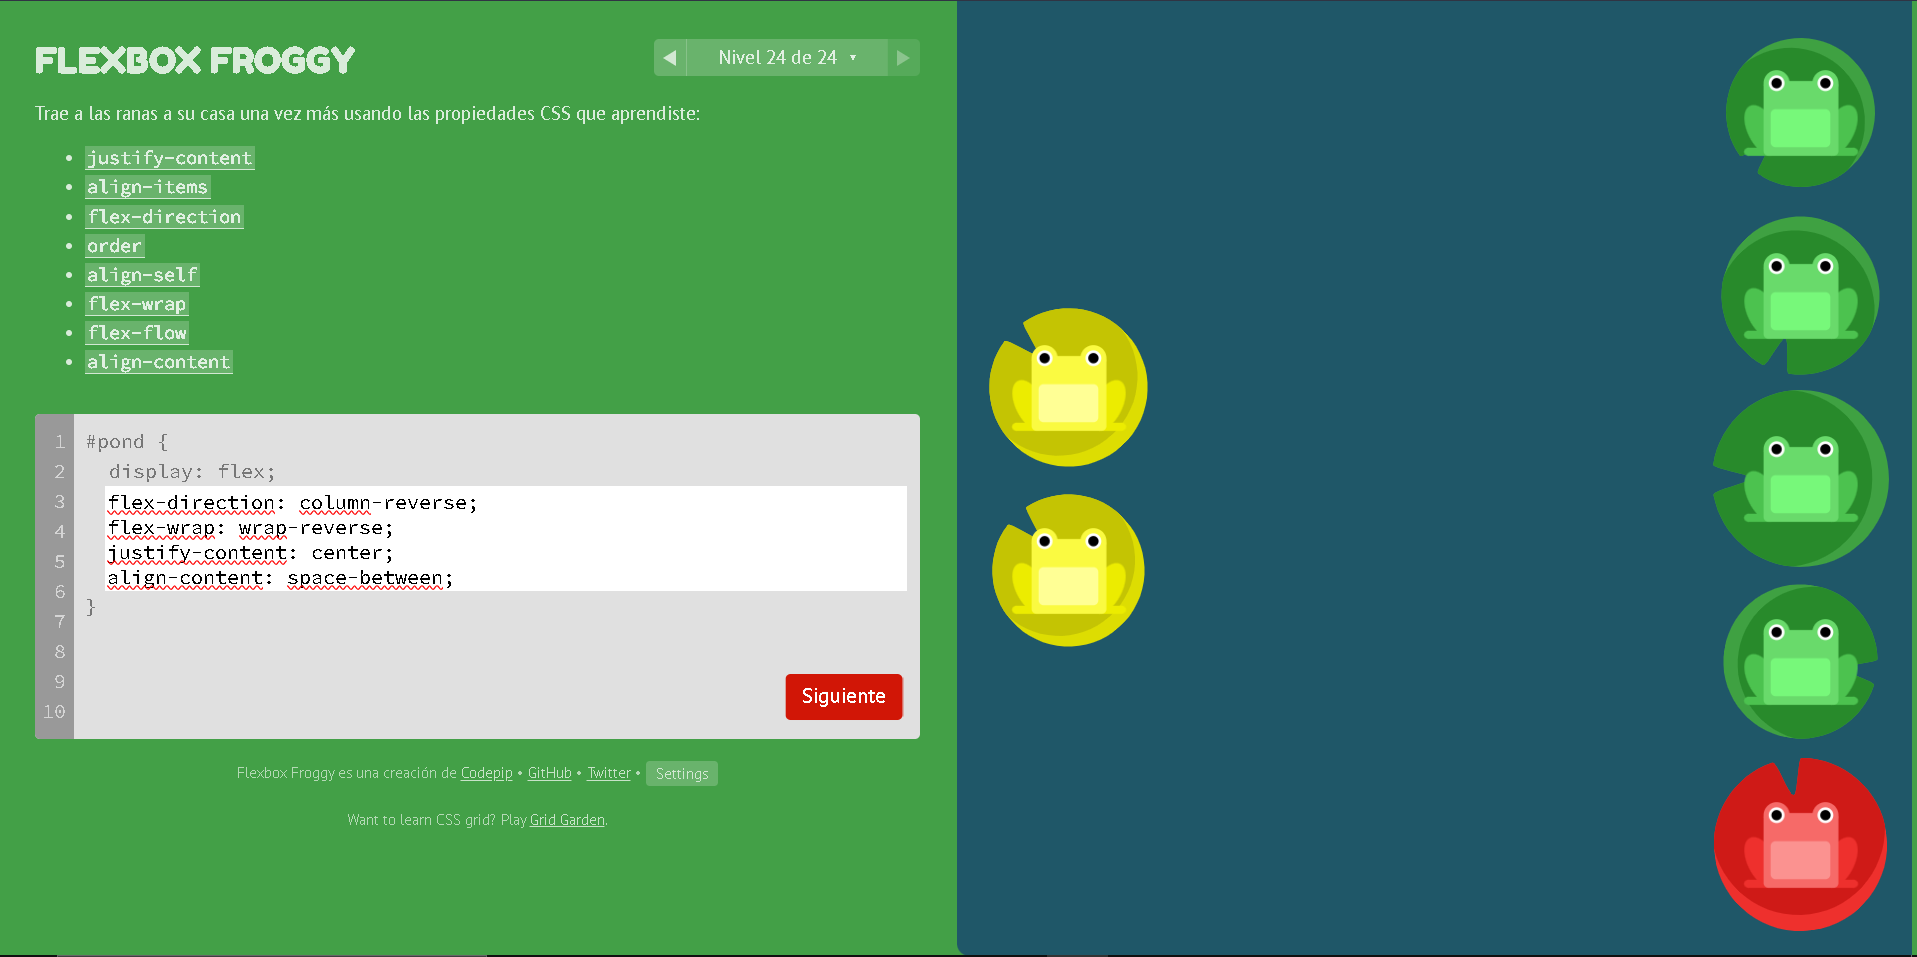 FLEXBOX FROGGY
◀ Nivel 24 de 24 ▾ ▶
Trae a las ranas a su casa una vez más usando las propiedades CSS que aprendiste:
• justify-content
• align-items
• flex-direction
• order
• align-self
• flex-wrap
• flex-flow
• align-content
1 #pond {
2 display: flex;
3 flex-direction: column-reverse;
4 flex-wrap: wrap-reverse;
5 justify-content: center;
6 align-content: space-between;
7 }
8
9
10
Siguiente
Flexbox Froggy es una creación de Codepip • GitHub • Twitter • Settings
Want to learn CSS grid? Play Grid Garden.